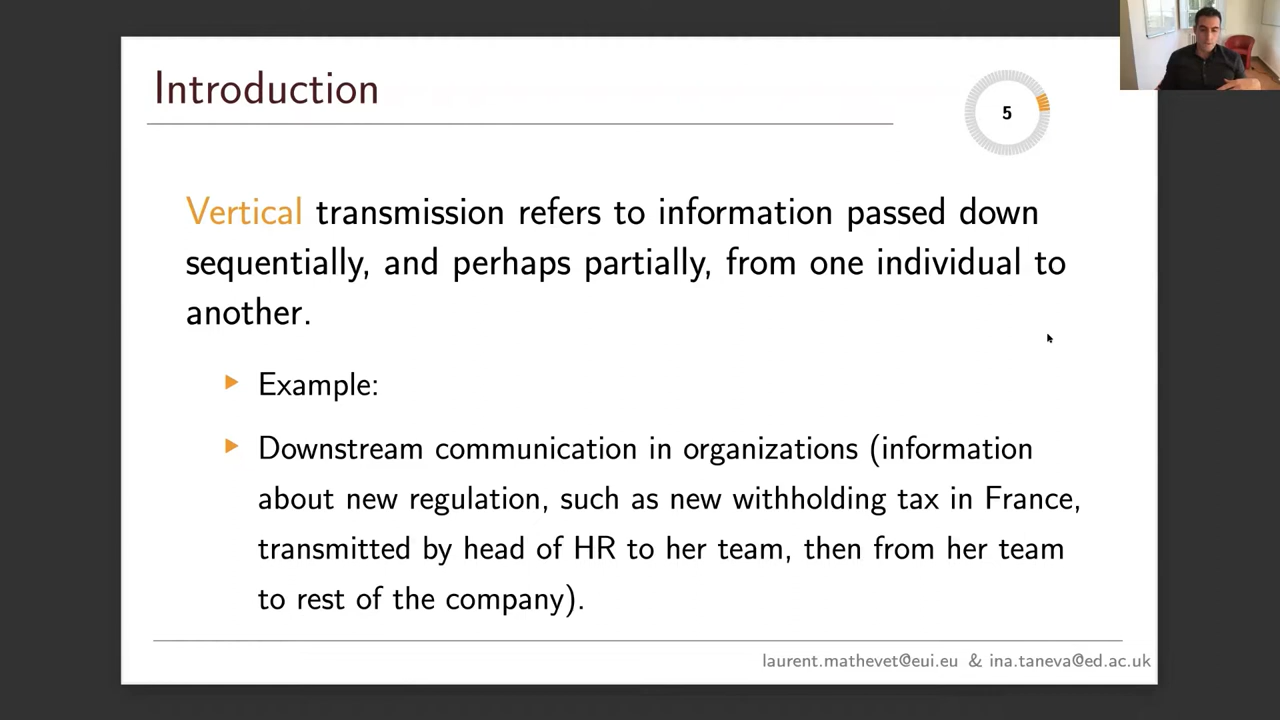 Introduction
5
Vertical transmission refers to information passed down
sequentially, and perhaps partially, from one individual to
another.
Example:
Downstream communication in organizations (information
about new regulation, such as new withholding tax in France,
transmitted by head of HR to her team, then from her team
to rest of the company).
laurent.mathevet@eui.eu & ina.taneva@ed.ac.uk